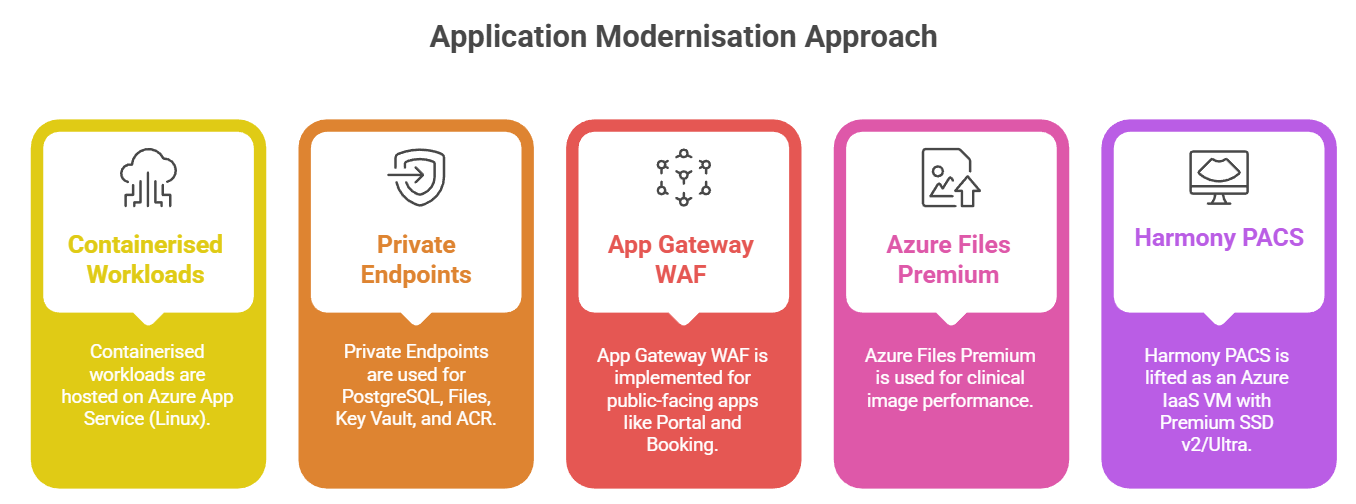 Application Modernisation Approach
Containerised
Workloads
Containerised
workloads are
hosted on Azure App
Service (Linux).
Private
Endpoints
Private Endpoints
are used for
PostgreSQL, Files,
Key Vault, and ACR.
App Gateway
WAF
App Gateway WAF is
implemented for
public-facing apps
like Portal and
Booking.
Azure Files
Premium
Azure Files Premium
is used for clinical
image performance.
Harmony PACS
Harmony PACS is
lifted as an Azure
IaaS VM with
Premium SSD
v2/Ultra.